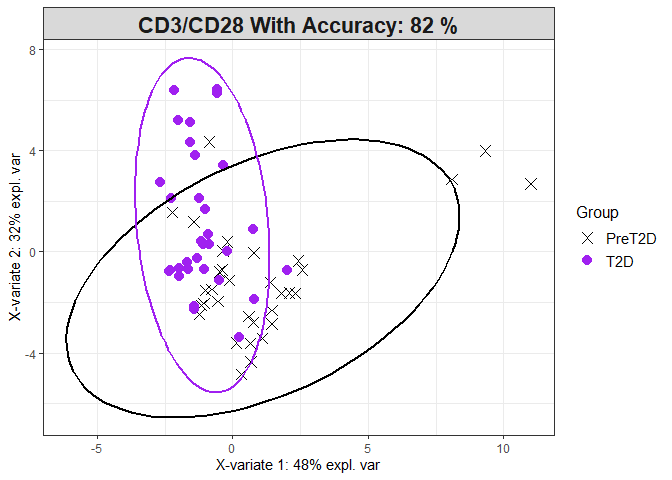 CD3/CD28 With Accuracy: 82 %
8
4
0
-4
X-variate 2: 32% expl. var
-5
0
5
10
X-variate 1: 48% expl. var
Group
PreT2D
T2D